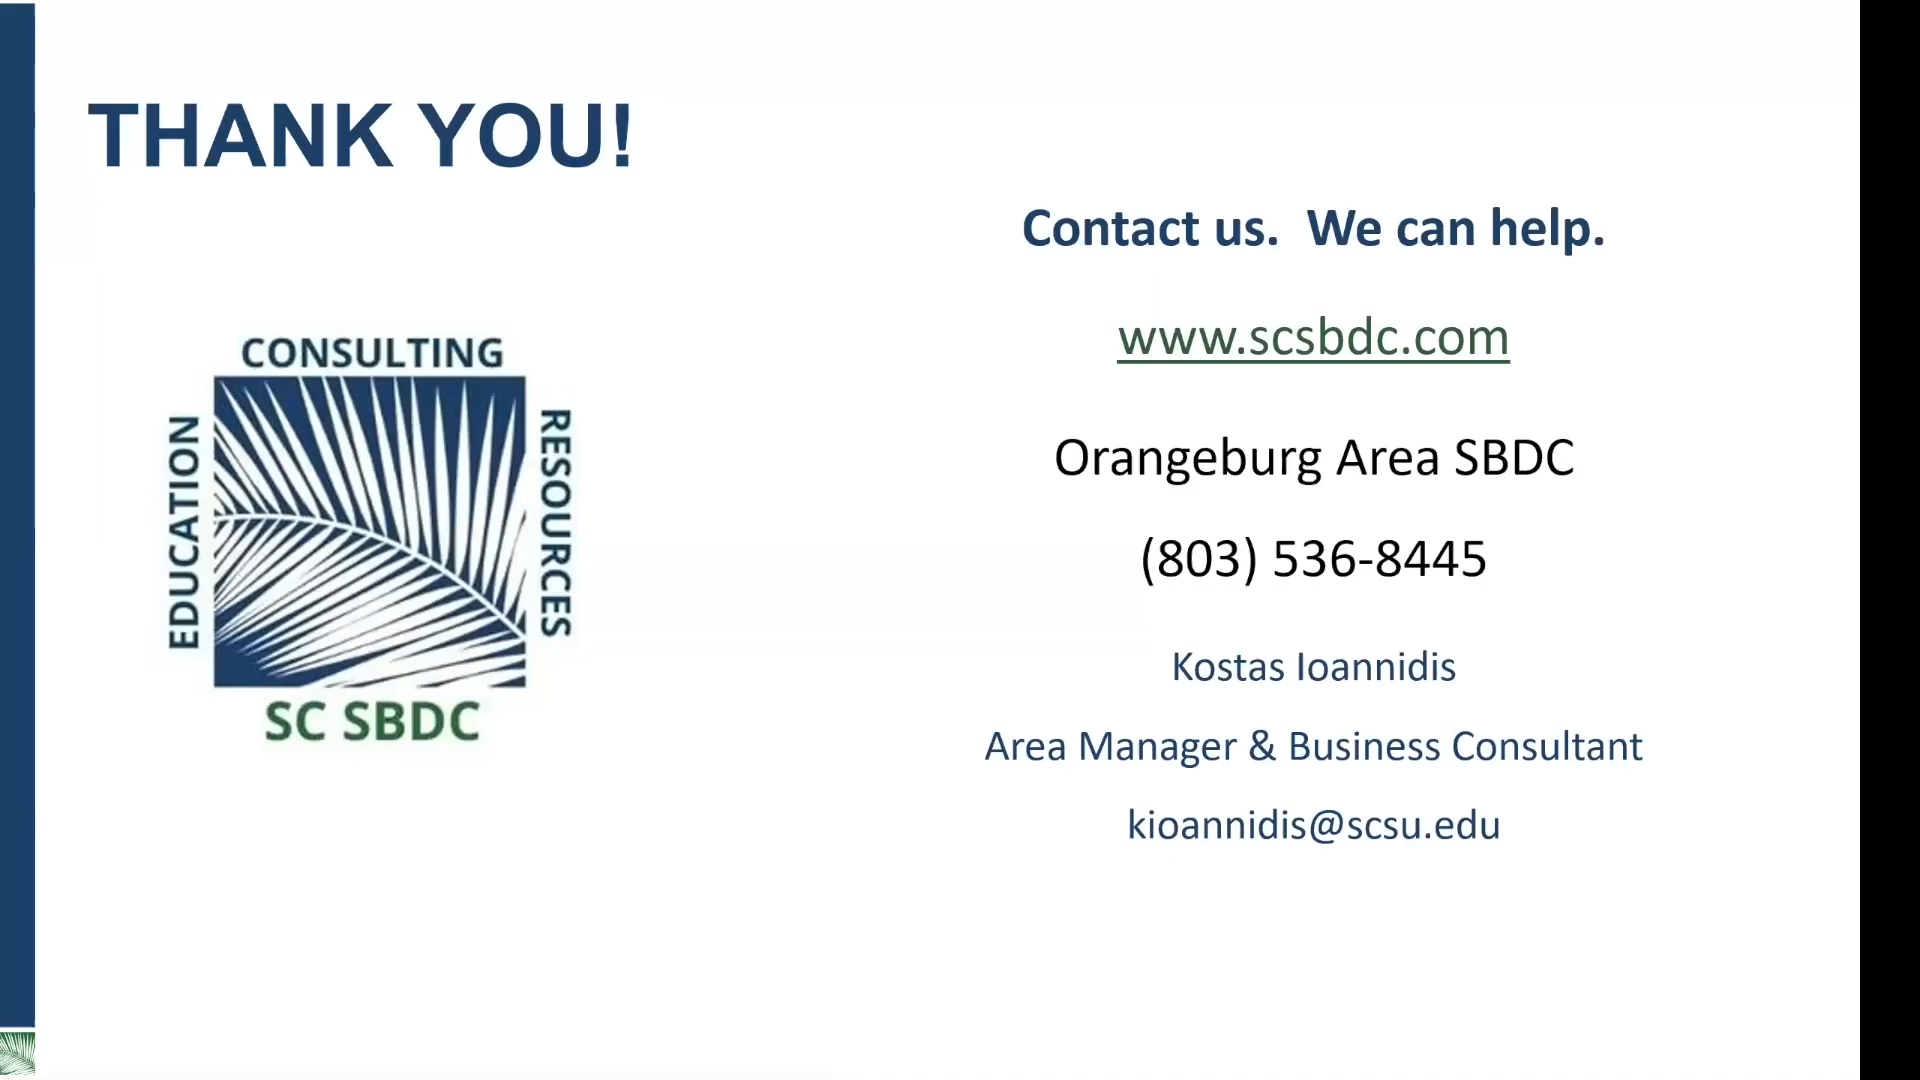 THANK YOU!
Contact us.  We can help.
www.scsbdc.com
Orangeburg Area SBDC
(803) 536-8445
Kostas Ioannidis
Area Manager & Business Consultant
kioannidis@scsu.edu
CONSULTING
EDUCATION
RESOURCES
SC SBDC